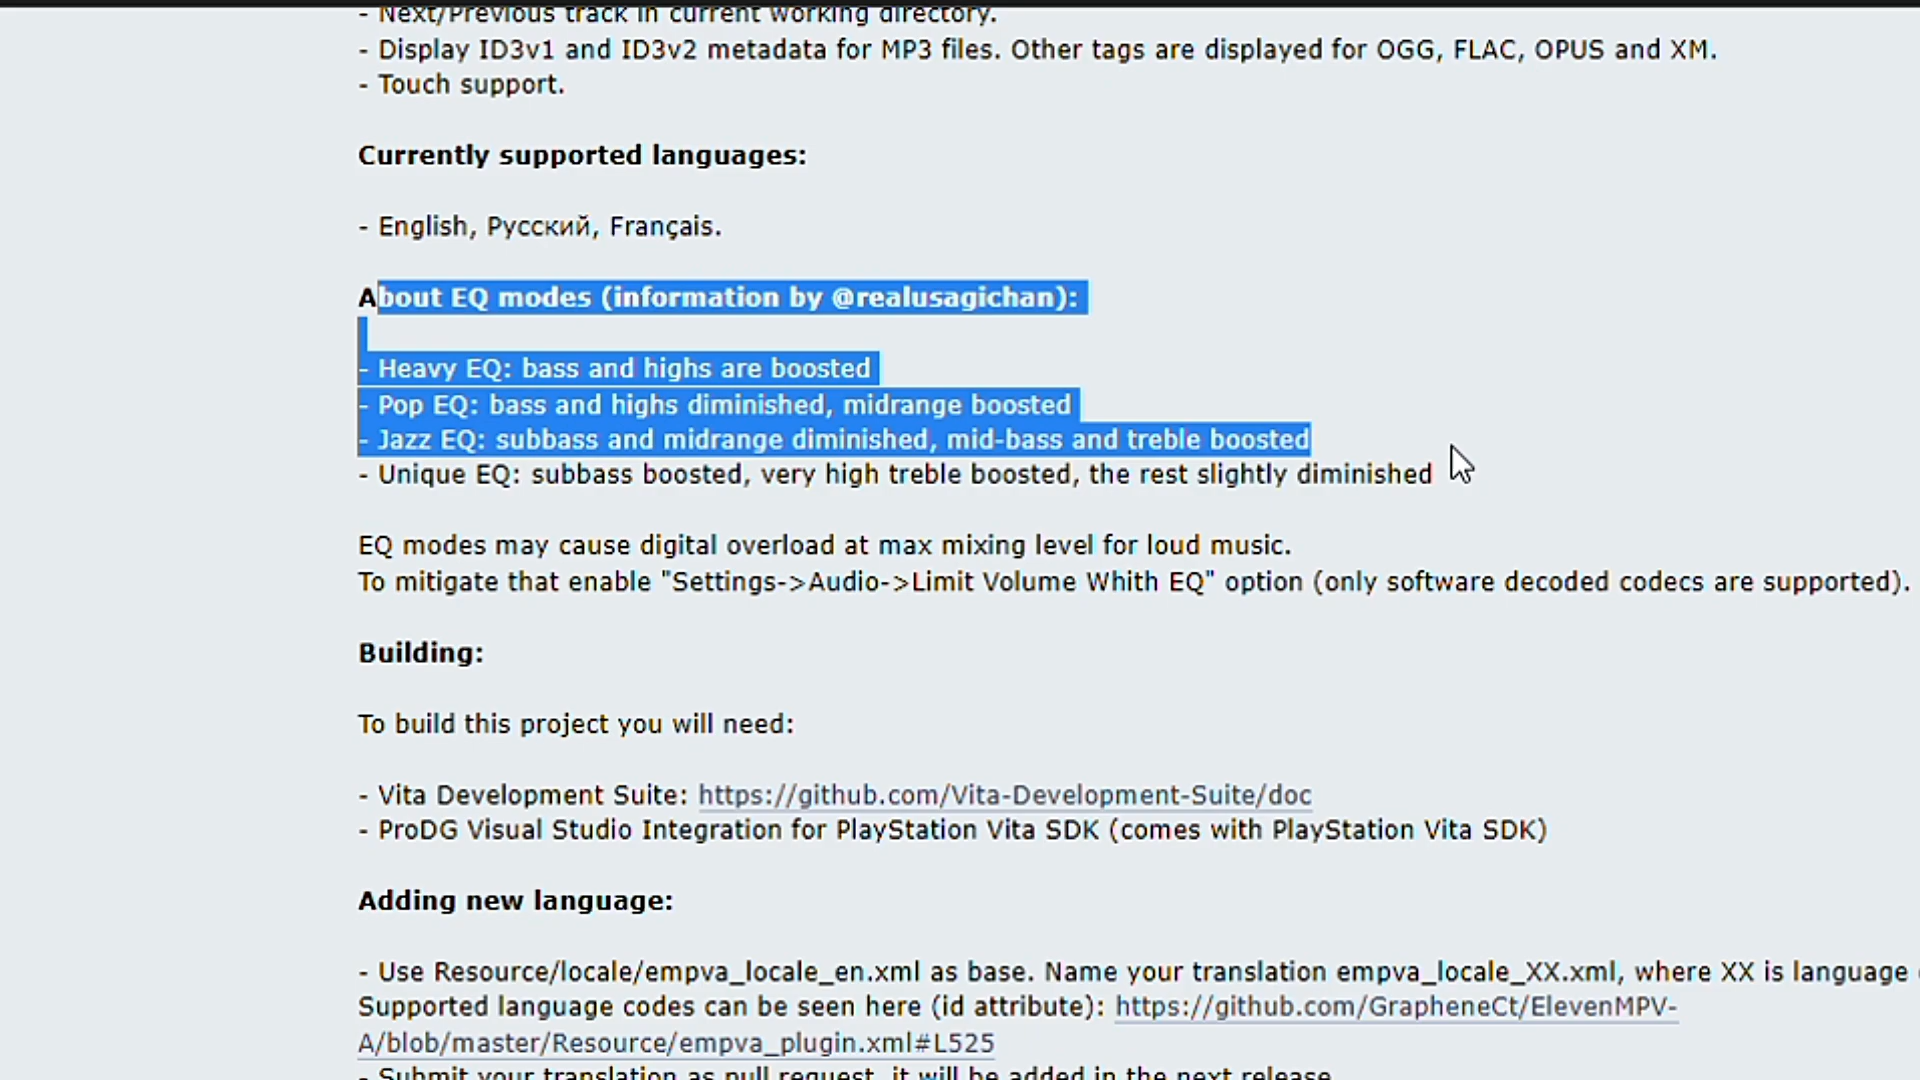 - Next/Previous track in current working directory.
- Display ID3v1 and ID3v2 metadata for MP3 files. Other tags are displayed for OGG, FLAC, OPUS and XM.
- Touch support.
Currently supported languages:
- English, Русский, Français.
About EQ modes (information by @realusagichan):
- Heavy EQ: bass and highs are boosted
- Pop EQ: bass and highs diminished, midrange boosted
- Jazz EQ: subbass and midrange diminished, mid-bass and treble boosted
- Unique EQ: subbass boosted, very high treble boosted, the rest slightly diminished
EQ modes may cause digital overload at max mixing level for loud music.
To mitigate that enable "Settings->Audio->Limit Volume Whith EQ" option (only software decoded codecs are supported).
Building:
To build this project you will need:
- Vita Development Suite: https://github.com/Vita-Development-Suite/doc
- ProDG Visual Studio Integration for PlayStation Vita SDK (comes with PlayStation Vita SDK)
Adding new language:
- Use Resource/locale/empva_locale_en.xml as base. Name your translation empva_locale_XX.xml, where XX is language
Supported language codes can be seen here (id attribute): https://github.com/GrapheneCt/ElevenMPV-
A/blob/master/Resource/empva_plugin.xml#L525
- Submit your translation as pull request, it will be added in the next release.